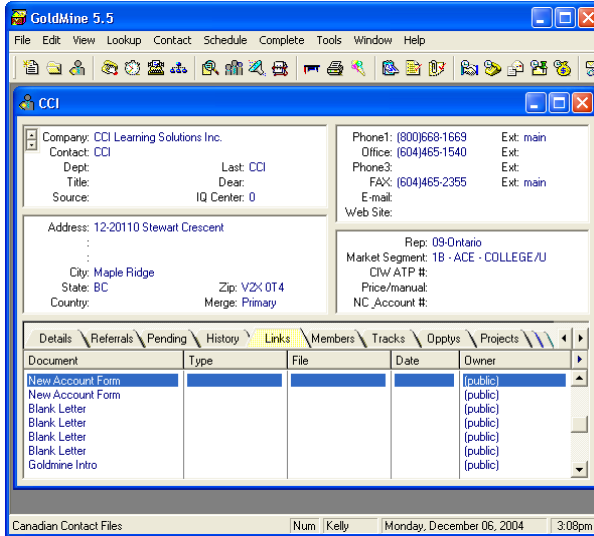 GoldMine 5.5
File Edit View Lookup Contact Schedule Complete Tools Window Help
CCI
Company: CCI Learning Solutions Inc.
Contact: CCI
Dept: Last: CCI
Title: Dear:
Source: IQ Center: 0
Phone1: (800)668-1669 Ext: main
Office: (604)465-1540 Ext:
Phone3: Ext:
FAX: (604)465-2355 Ext: main
E-mail:
Web Site:
Address: 12-20110 Stewart Crescent
:
:
City: Maple Ridge
State: BC Zip: V2X 0T4
Country: Merge: Primary
Rep: 09-Ontario
Market Segment: 1B - ACE - COLLEGE/U
CIW ATP #:
Price/manual:
NC_Account #:
Details Referrals Pending History Links Members Tracks Opptys Projects
Document Type File Date Owner
New Account Form (public)
New Account Form (public)
Blank Letter (public)
Blank Letter (public)
Blank Letter (public)
Blank Letter (public)
Goldmine Intro (public)
Canadian Contact Files Num Kelly Monday, December 06, 2004 3:08pm